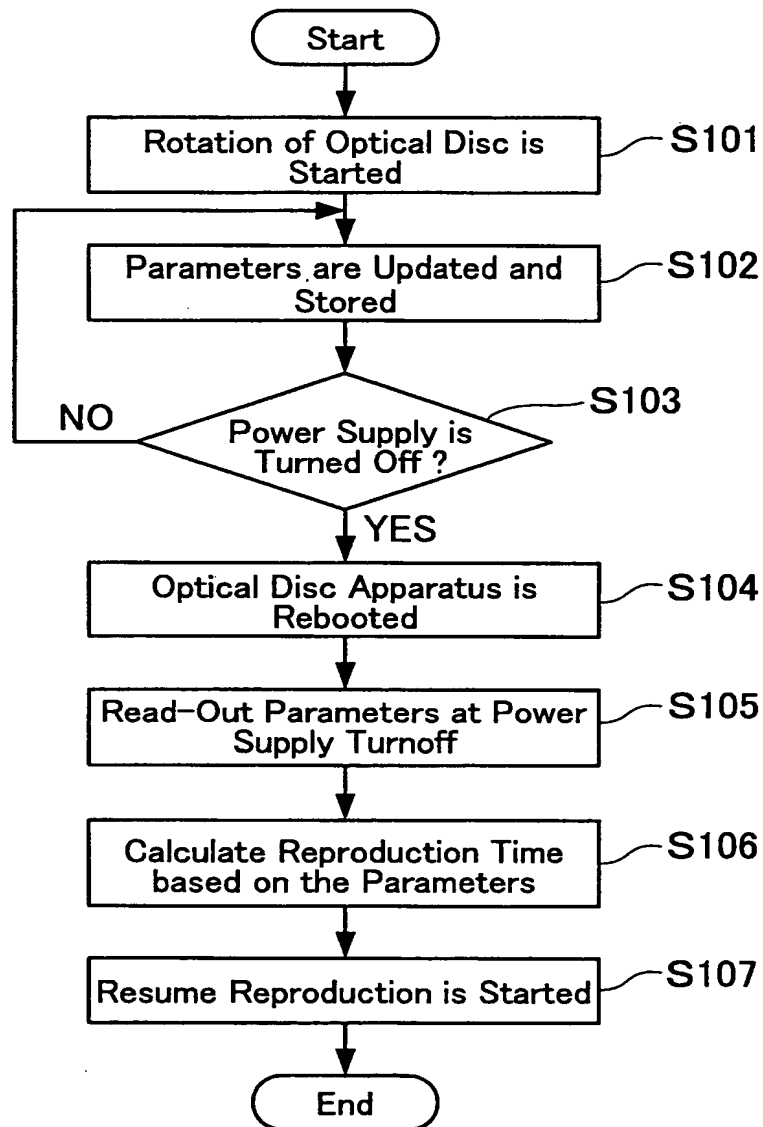 Start
Rotation of Optical Disc is
Started
S101
Parameters are Updated and
Stored
S102
Power Supply is
Turned Off ?
S103
NO
YES
Optical Disc Apparatus is
Rebooted
S104
Read-Out Parameters at Power
Supply Turnoff
S105
Calculate Reproduction Time
based on the Parameters
S106
Resume Reproduction is Started
S107
End